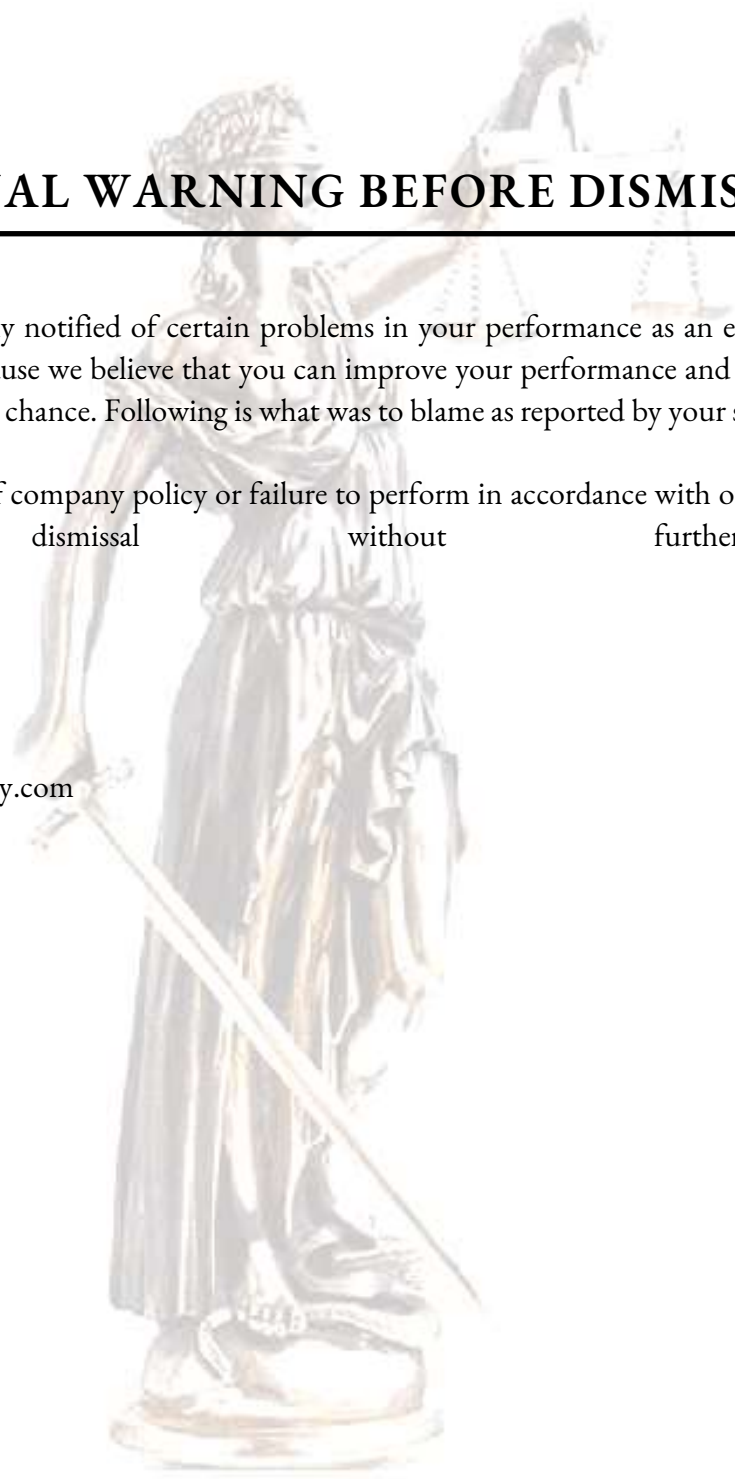 AL WARNING BEFORE DISMIS
y notified of certain problems in your performance as an e
use we believe that you can improve your performance and
chance. Following is what was to blame as reported by your s
f company policy or failure to perform in accordance with o
dismissal without further
y.com